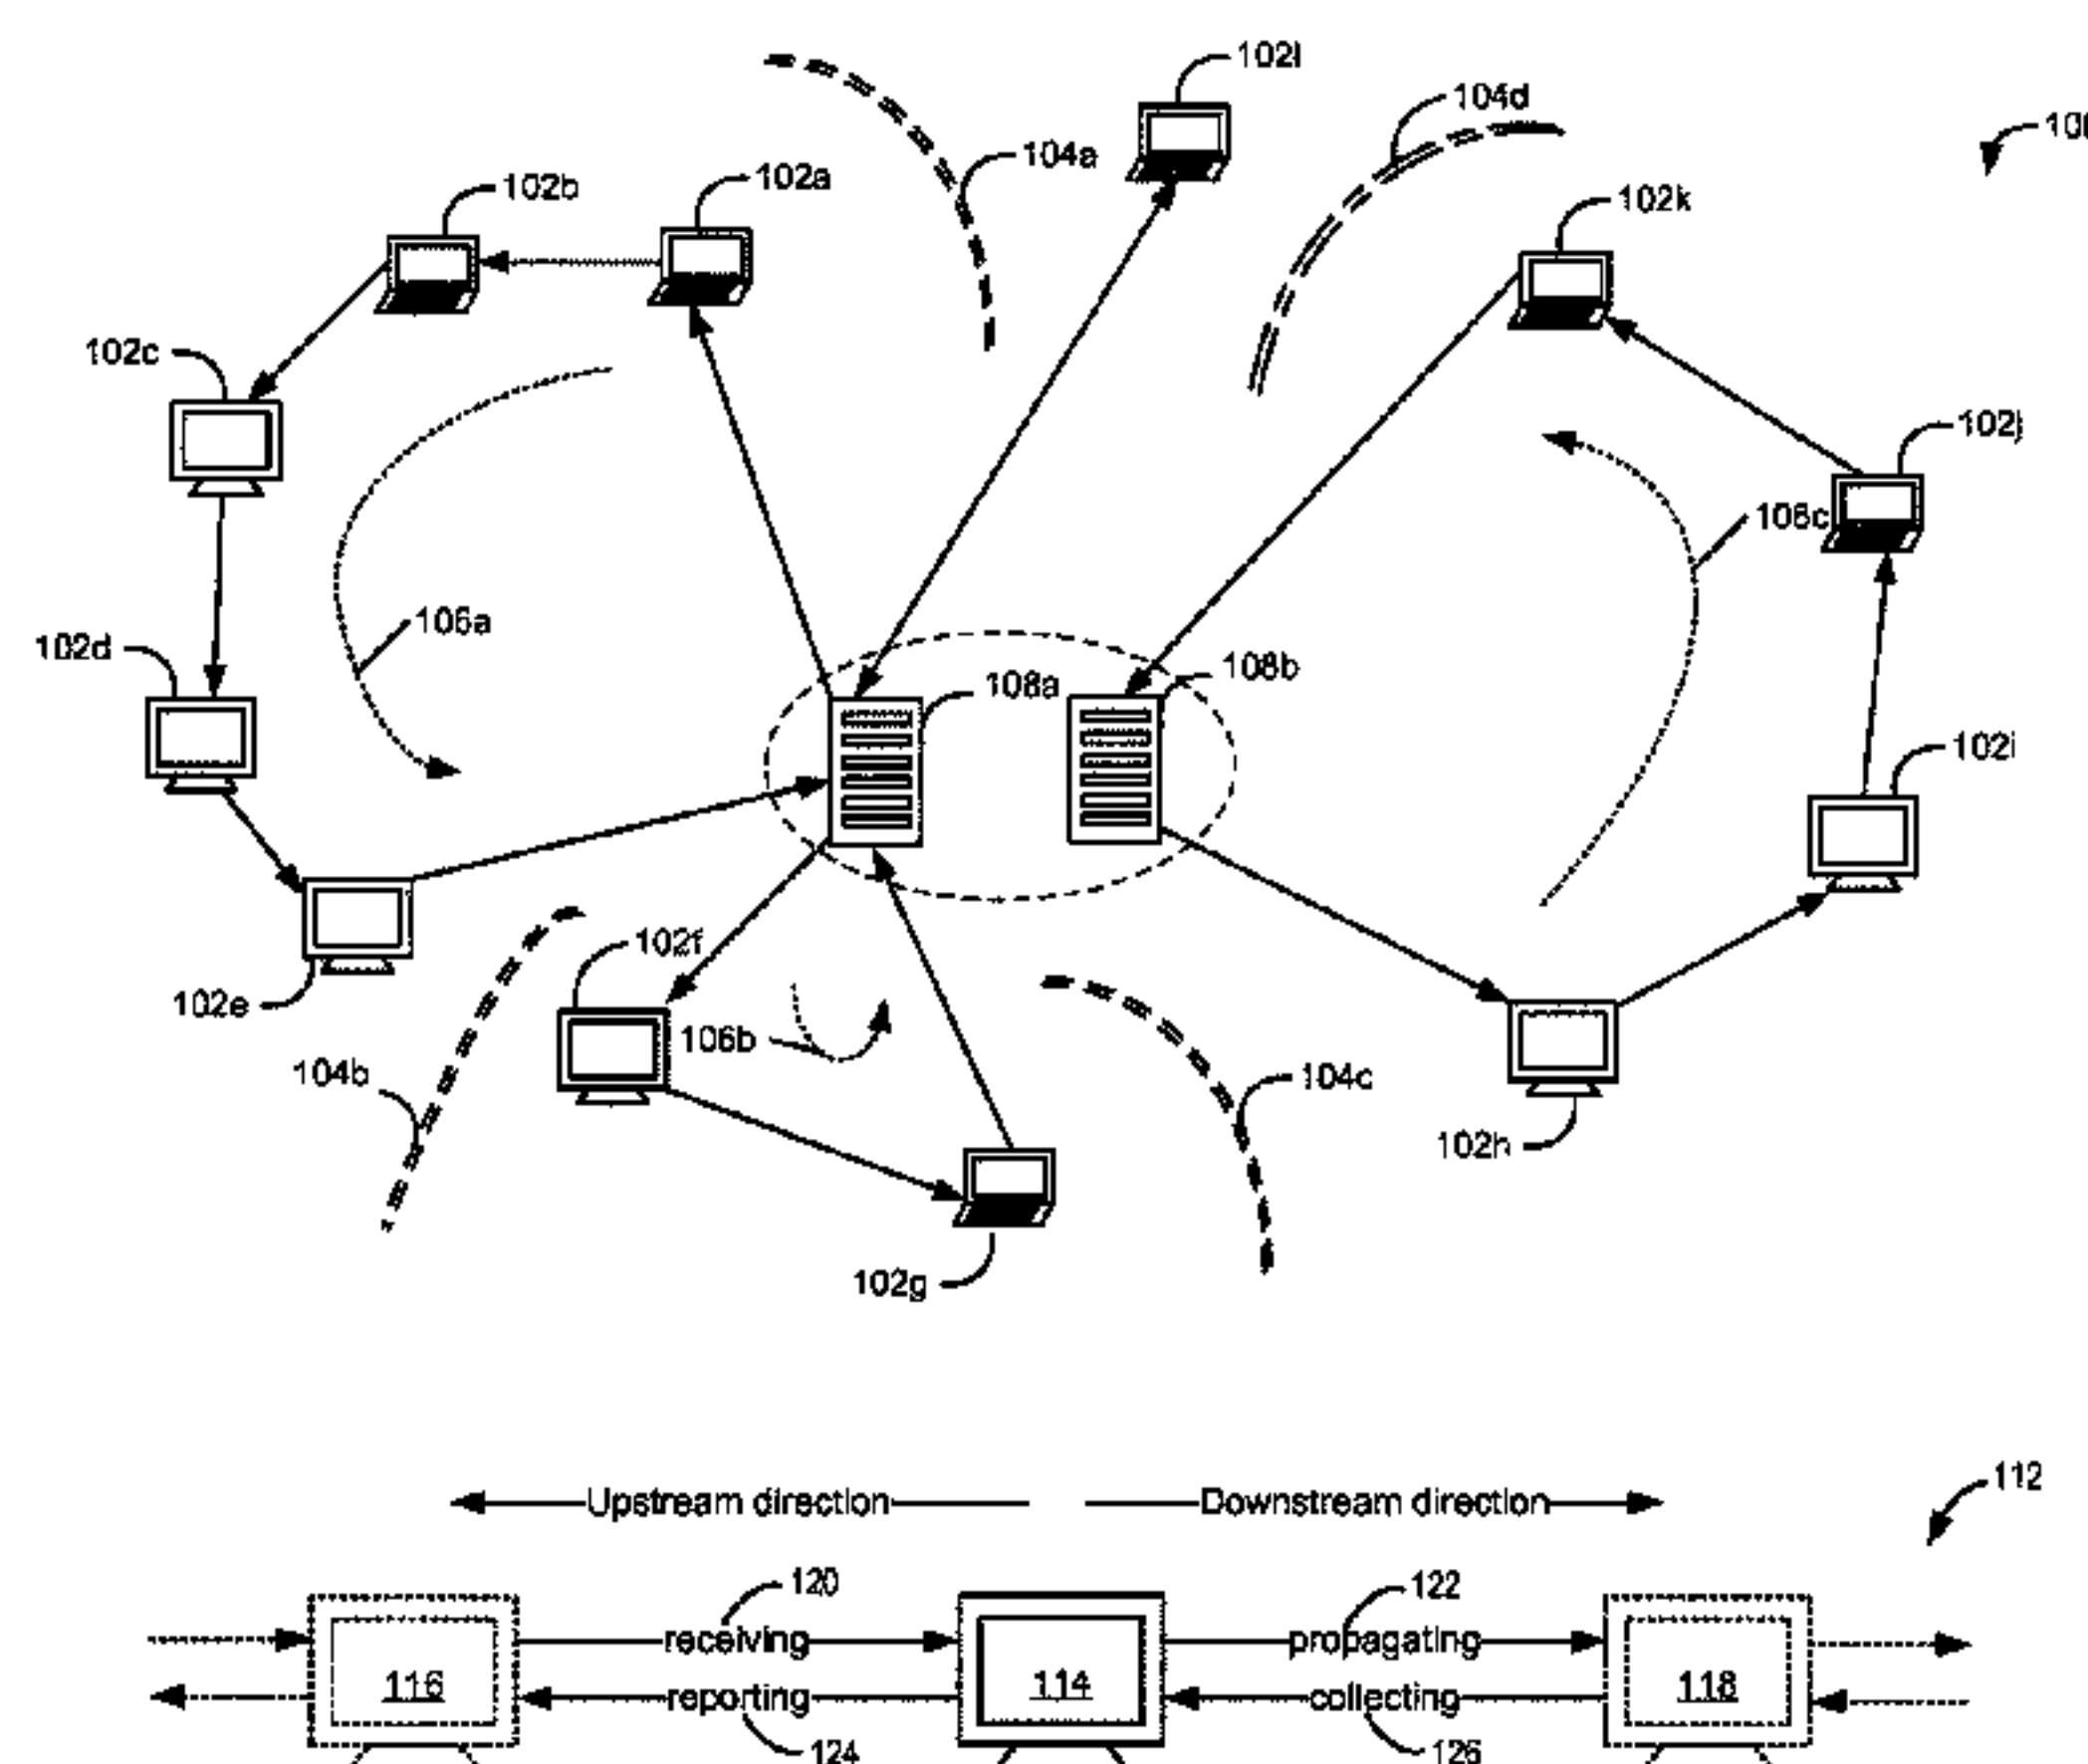 102l
104d
104a
102b
102a
102k
102c
102j
106c
106a
102d
108b
108a
102i
102f
102e
106b
104b
104c
102h
102g
112
Upstream direction
Downstream direction
120
122
receiving
propagating
116
114
118
reporting
collecting
124
126